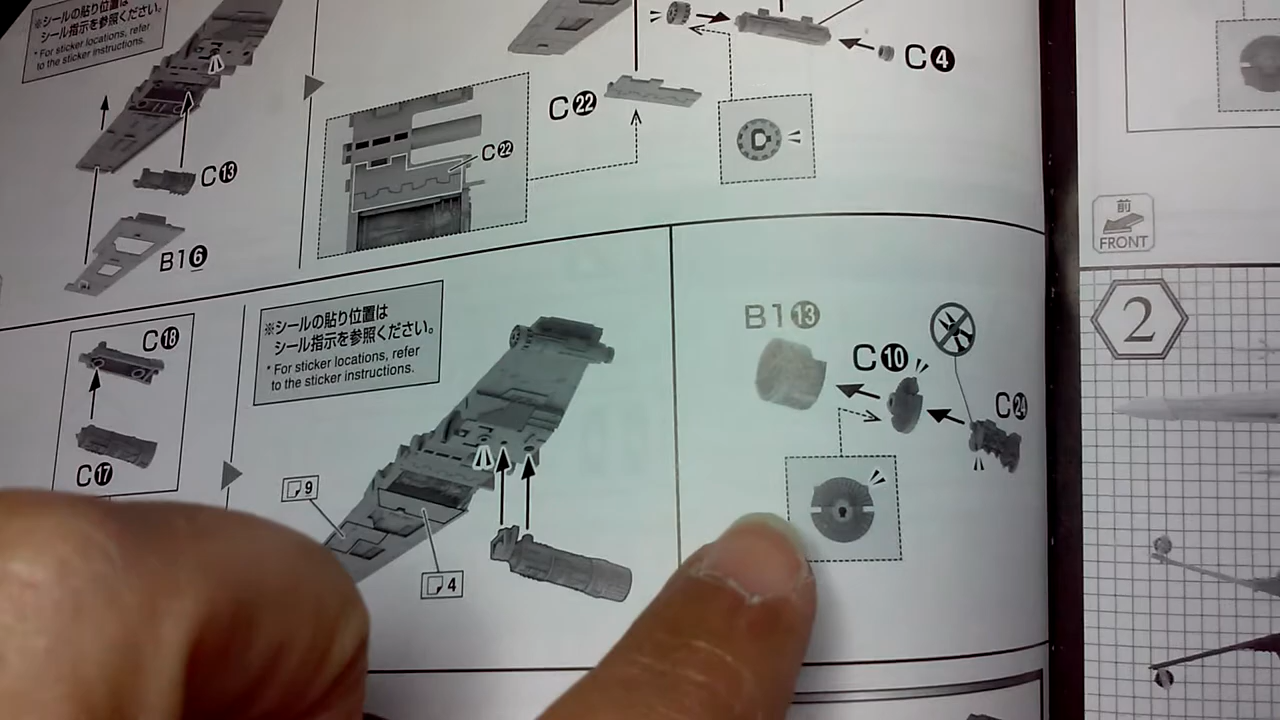 ※シールの貼り位置は
シール指示を参照ください。
* For sticker locations, refer
to the sticker instructions.
C13
B16
C22
C22
C4
C18
C17
※シールの貼り位置は
シール指示を参照ください。
* For sticker locations, refer
to the sticker instructions.
9
4
B113
C10
C24
前
FRONT
2